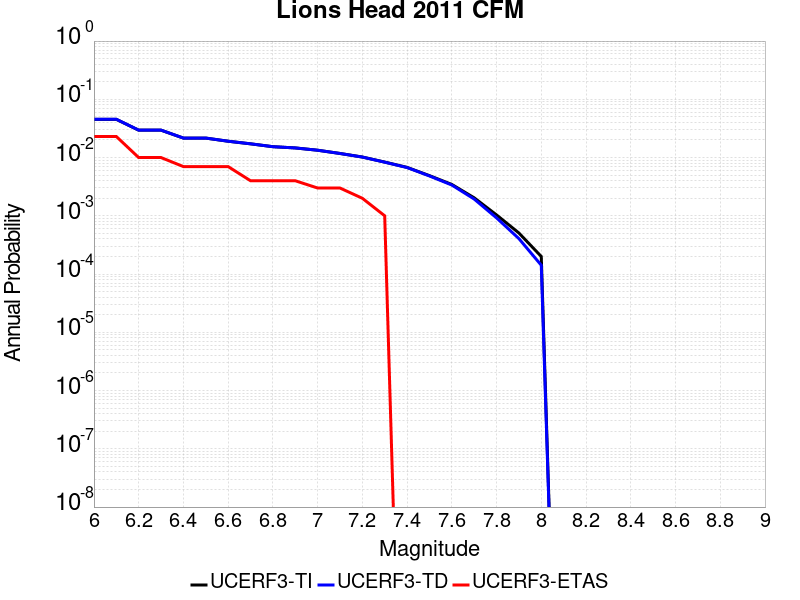 Lions Head 2011 CFM
10^0
10^-1
10^-2
10^-3
10^-4
10^-5
10^-6
10^-7
10^-8
Annual Probability
6 6.2 6.4 6.6 6.8 7 7.2 7.4 7.6 7.8 8 8.2 8.4 8.6 8.8 9
Magnitude
UCERF3-TI UCERF3-TD UCERF3-ETAS